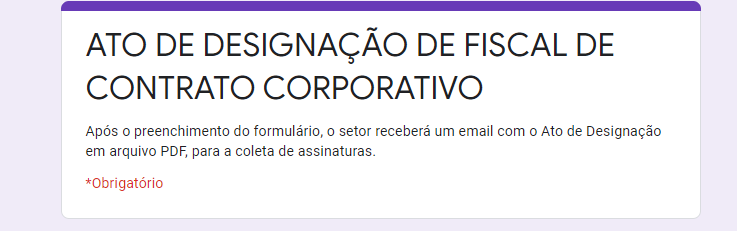 ATO DE DESIGNAÇÃO DE FISCAL DE
CONTRATO CORPORATIVO
Após o preenchimento do formulário, o setor receberá um email com o Ato de Designação
em arquivo PDF, para a coleta de assinaturas.
*Obrigatório